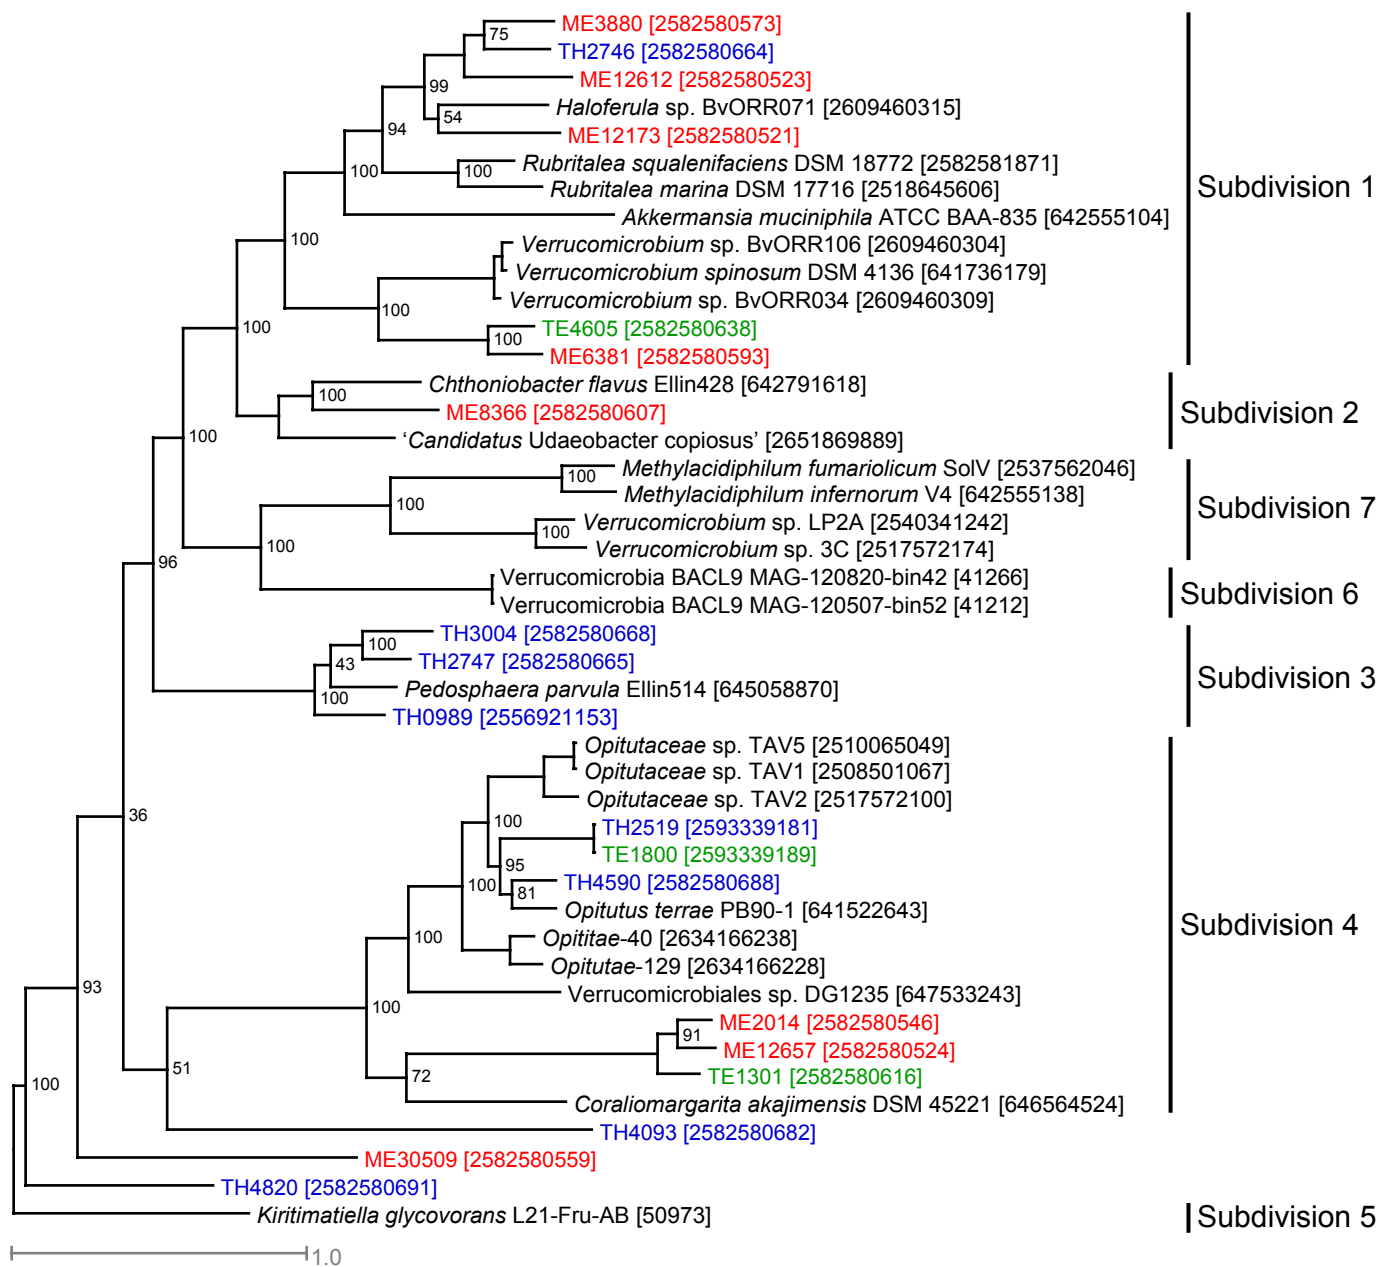 ME3880 [2582580573]
75
TH2746 [2582580664]
ME12612 [2582580523]
99
Haloferula sp. BvORR071 [2609460315]
54
94
ME12173 [2582580521]
Rubritalea squalenifaciens DSM 18772 [2582581871]
100
100
Rubritalea marina DSM 17716 [2518645606]
Subdivision 1
Akkermansia muciniphila ATCC BAA-835 [642555104]
100
Verrucomicrobium sp. BvORR106 [2609460304]
Verrucomicrobium spinosum DSM 4136 [641736179]
Verrucomicrobium sp. BvORR034 [2609460309]
100
100
TE4605 [2582580638]
100
ME6381 [2582580593]
Chthoniobacter flavus Ellin428 [642791618]
100
ME8366 [2582580607]
Subdivision 2
100
‘Candidatus Udaeobacter copiosus’ [2651869889]
Methylacidiphilum fumariolicum SolV [2537562046]
100
Methylacidiphilum infernorum V4 [642555138]
100
Subdivision 7
Verrucomicrobium sp. LP2A [2540341242]
100
100
Verrucomicrobium sp. 3C [2517572174]
96
Verrucomicrobia BACL9 MAG-120820-bin42 [41266]
Subdivision 6
Verrucomicrobia BACL9 MAG-120507-bin52 [41212]
TH3004 [2582580668]
100
43
TH2747 [2582580665]
Subdivision 3
Pedosphaera parvula Ellin514 [645058870]
100
TH0989 [2556921153]
Opitutaceae sp. TAV5 [2510065049]
Opitutaceae sp. TAV1 [2508501067]
Opitutaceae sp. TAV2 [2517572100]
36
100
TH2519 [2593339181]
TE1800 [2593339189]
95
100
TH4590 [2582580688]
81
Opitutus terrae PB90-1 [641522643]
Subdivision 4
100
Opititae-40 [2634166238]
Opitutae-129 [2634166228]
93
Verrucomicrobiales sp. DG1235 [647533243]
100
ME2014 [2582580546]
91
ME12657 [2582580524]
51
72
TE1301 [2582580616]
100
Coraliomargarita akajimensis DSM 45221 [646564524]
TH4093 [2582580682]
ME30509 [2582580559]
TH4820 [2582580691]
Kiritimatiella glycovorans L21-Fru-AB [50973]
Subdivision 5
1.0